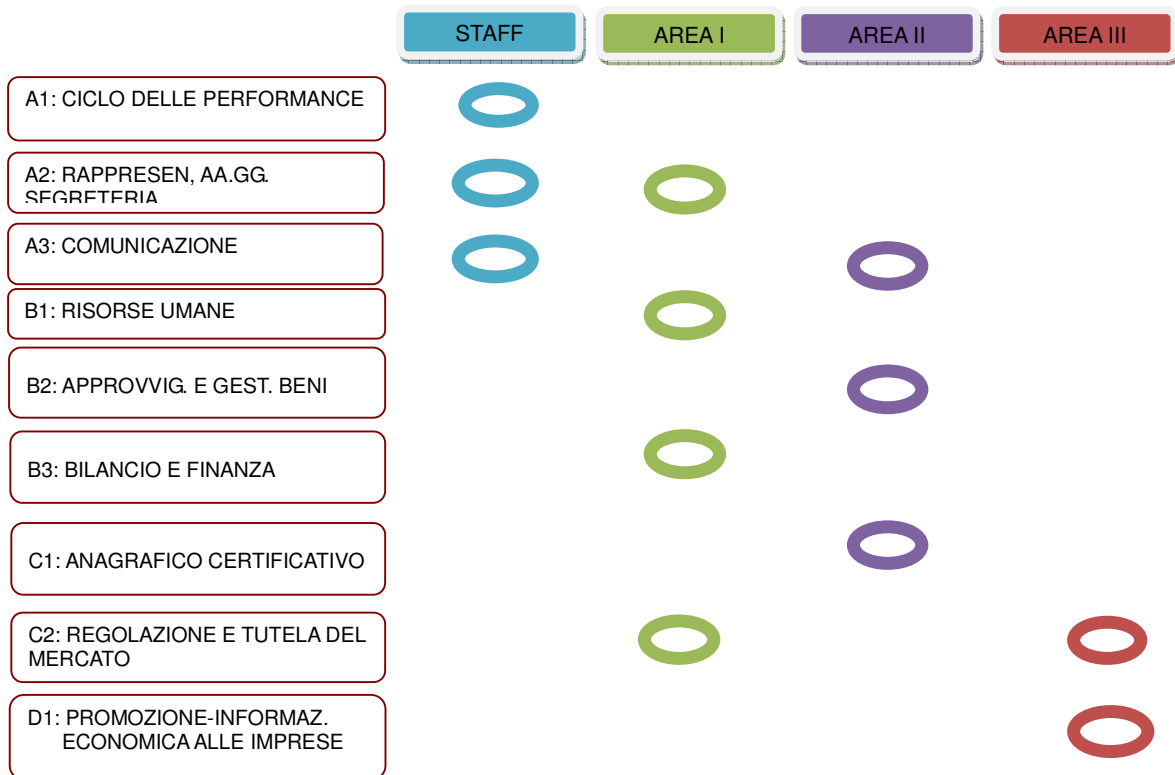 STAFF AREA I AREA II AREA III
A1: CICLO DELLE PERFORMANCE
A2: RAPPRESEN, AA.GG.
SEGRETERIA
A3: COMUNICAZIONE
B1: RISORSE UMANE
B2: APPROVVIG. E GEST. BENI
B3: BILANCIO E FINANZA
C1: ANAGRAFICO CERTIFICATIVO
C2: REGOLAZIONE E TUTELA DEL
MERCATO
D1: PROMOZIONE-INFORMAZ.
ECONOMICA ALLE IMPRESE